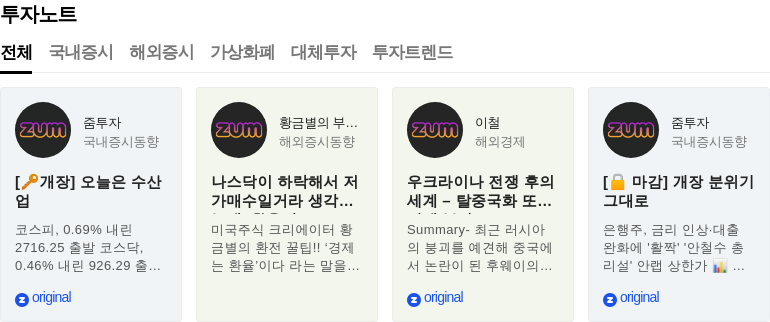 투자노트
전체 국내증시 해외증시 가상화폐 대체투자 투자트렌드
zum
줌투자
국내증시동향
[🔑개장] 오늘은 수산
업
코스피, 0.69% 내린
2716.25 출발 코스닥,
0.46% 내린 926.29 출…
original
zum
황금별의 부…
해외증시동향
나스닥이 하락해서 저
가매수일거라 생각…
미국주식 크리에이터 황
금별의 환전 꿀팁!! ‘경제
는 환율’이다 라는 말을…
original
zum
이철
해외경제
우크라이나 전쟁 후의
세계 – 탈중국화 또…
Summary- 최근 러시아
의 붕괴를 예견해 중국에
서 논란이 된 후웨이의…
original
zum
줌투자
국내증시동향
[🔒 마감] 개장 분위기
그대로
은행주, 금리 인상·대출
완화에 '활짝' '안철수 총
리설' 안랩 상한가 📊 …
original